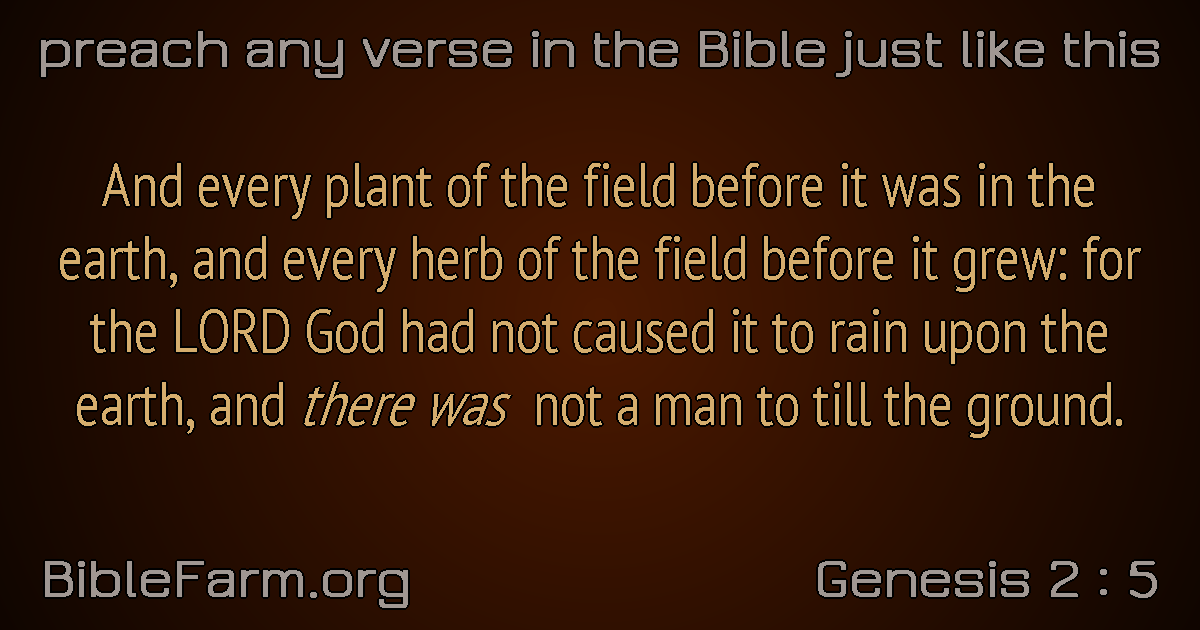 preach any verse in the Bible just like this
And every plant of the field before it was in the
earth, and every herb of the field before it grew: for
the LORD God had not caused it to rain upon the
earth, and there was not a man to till the ground.
BibleFarm.org
Genesis 2 : 5